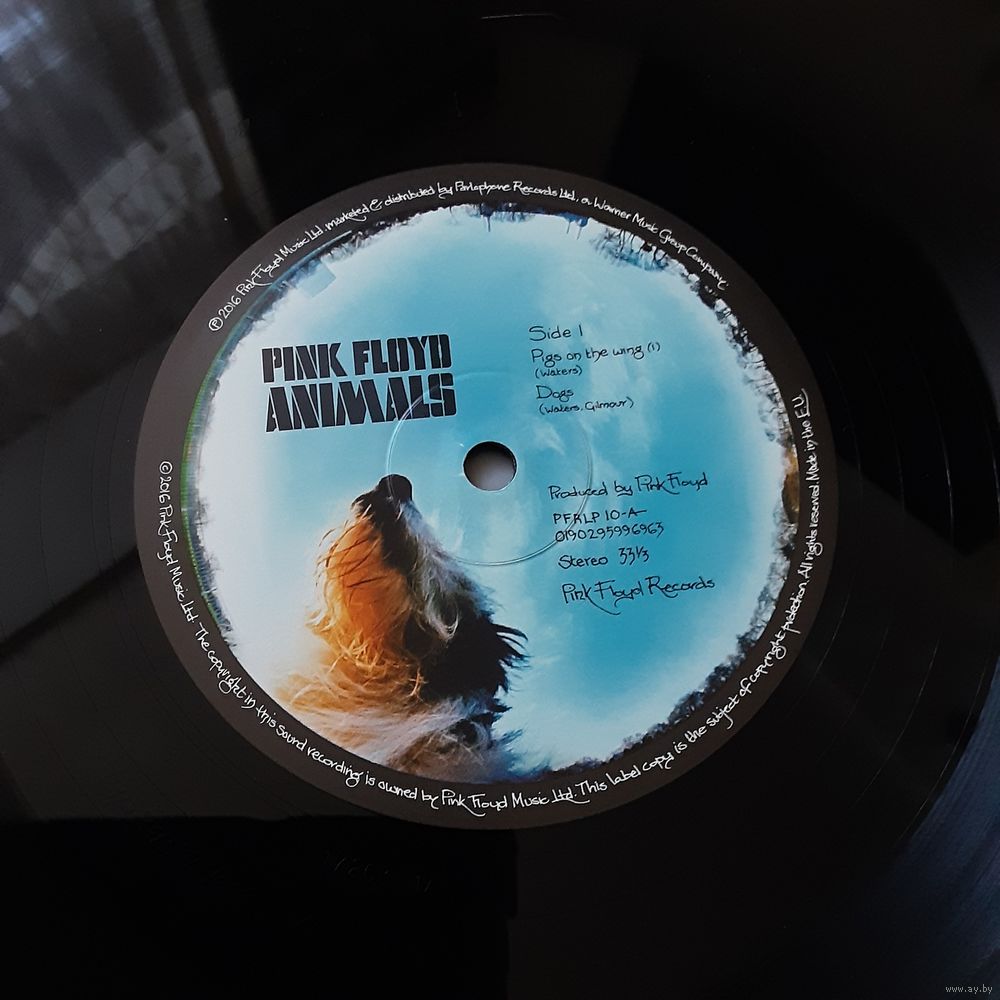 ℗ 2016 Pink Floyd Music Ltd. marketed & distributed by Parlophone Records Ltd., a Warner Music Group Company.
PINK FLOYD
ANIMALS
Side 1
Pigs on the wing (1)
(Waters)
Dogs
(Waters, Gilmour)
Produced by Pink Floyd
PFRLP 10-A
0190295996963
Stereo 33⅓
Pink Floyd Records
© 2016 Pink Floyd Music Ltd. The copyright in this sound recording is owned by Pink Floyd Music Ltd. This label copy is the subject of copyright protection. All rights reserved. Made in the E.U.
www.ay.by